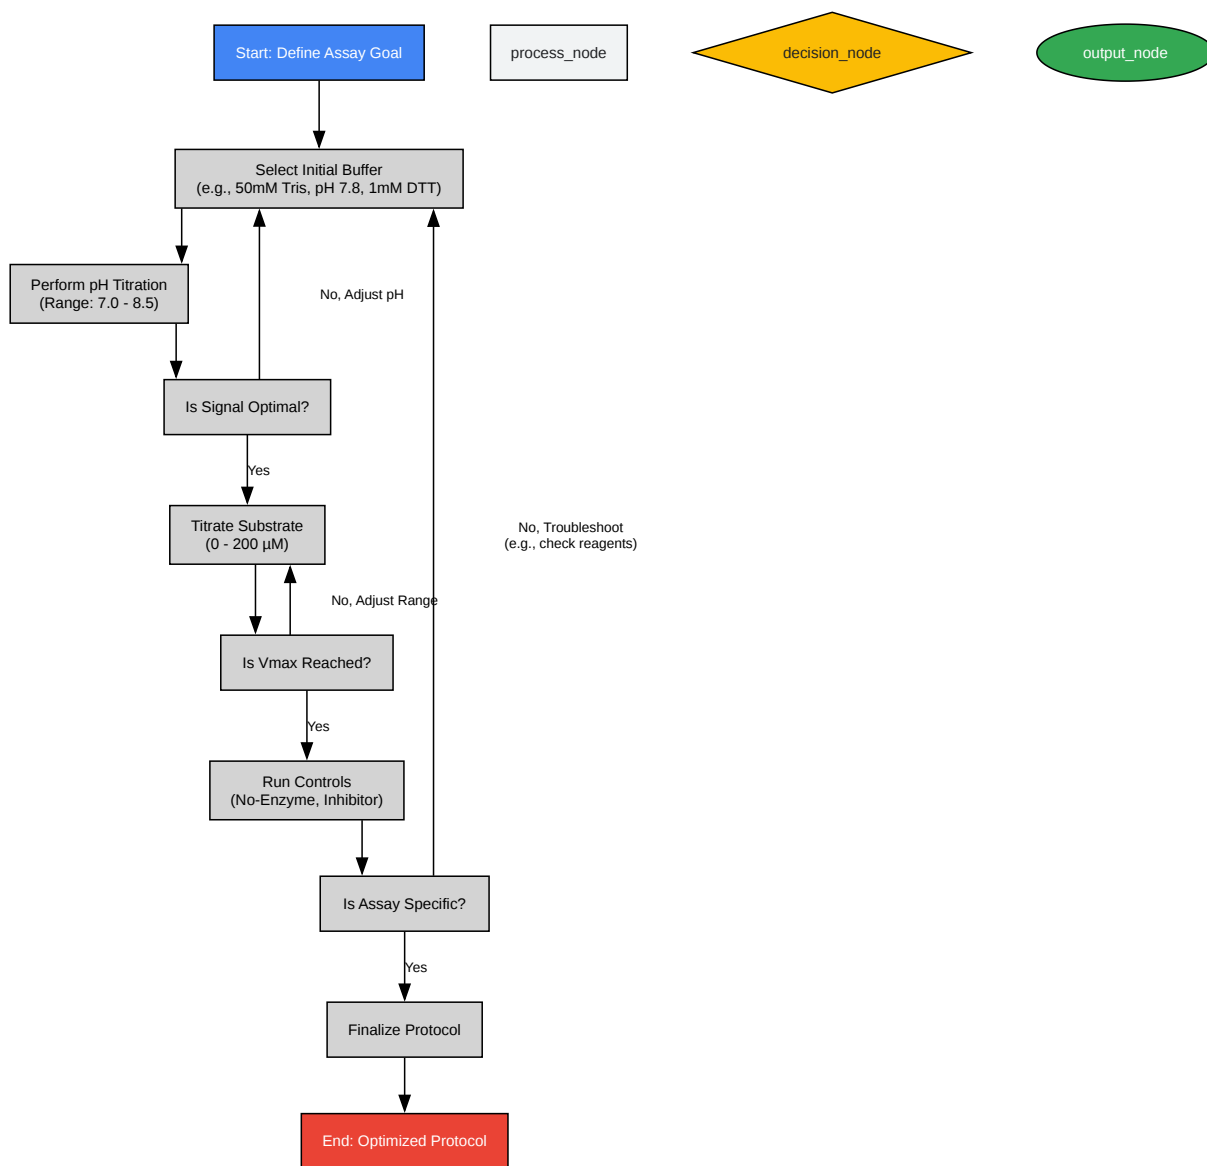 Start: Define Assay Goal
process_node
decision_node
output_node
Select Initial Buffer
(e.g., 50mM Tris, pH 7.8, 1mM DTT)
Perform pH Titration
(Range: 7.0 - 8.5)
No, Adjust pH
Is Signal Optimal?
Yes
Titrate Substrate
(0 - 200 µM)
No, Troubleshoot
(e.g., check reagents)
No, Adjust Range
Is Vmax Reached?
Yes
Run Controls
(No-Enzyme, Inhibitor)
Is Assay Specific?
Yes
Finalize Protocol
End: Optimized Protocol